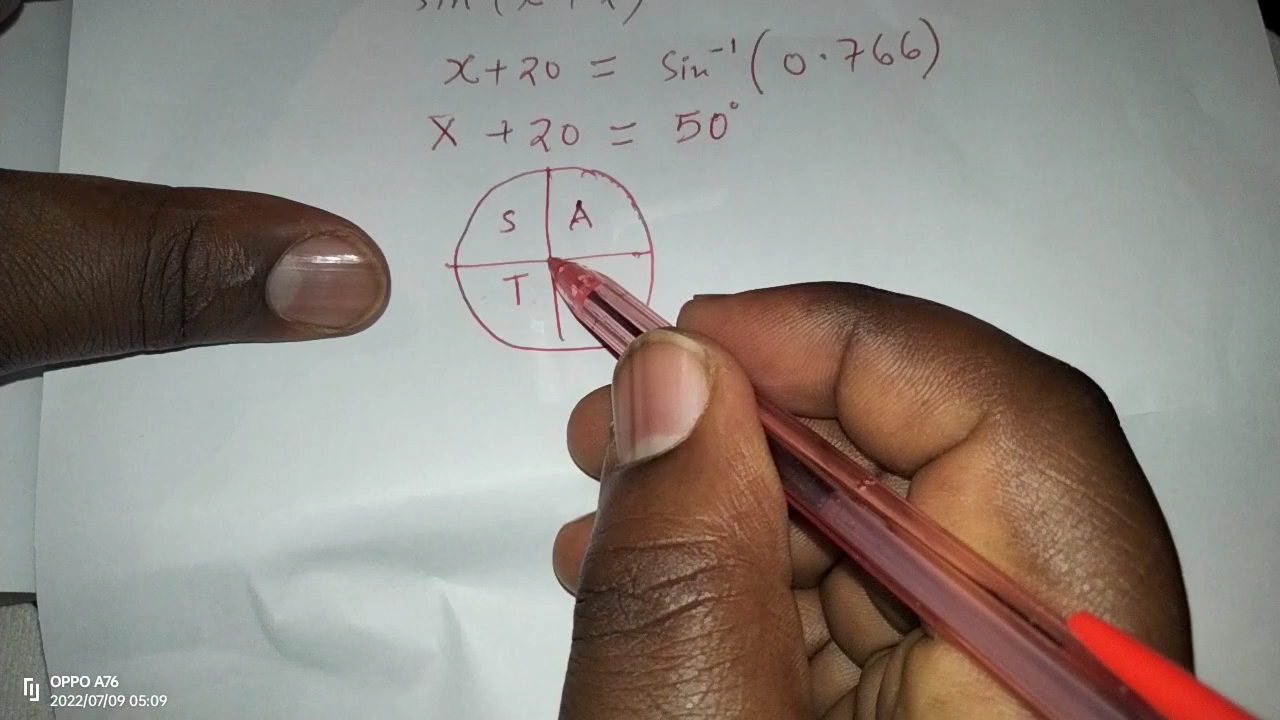 x+20 = sin⁻¹(0.766)
x +20 = 50°
S A
T
OPPO A76
2022/07/09 05:09